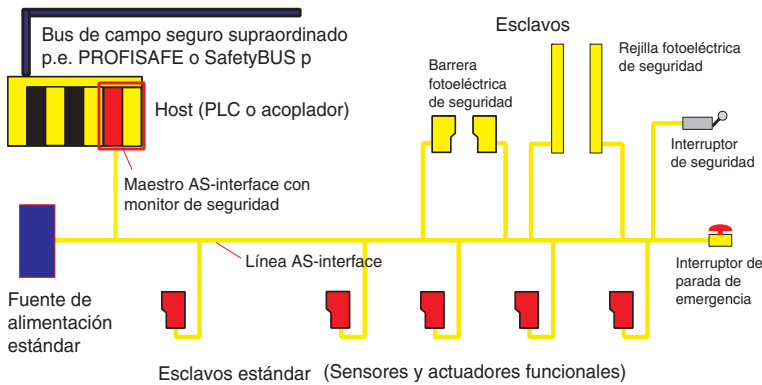 Bus de campo seguro supraordinado
p.e. PROFISAFE o SafetyBUS p
Host (PLC o acoplador)
Maestro AS-interface con
monitor de seguridad
Esclavos
Barrera
fotoeléctrica
de seguridad
Rejilla fotoeléctrica
de seguridad
Interruptor
de seguridad
Línea AS-interface
Interruptor de
parada de
emergencia
Fuente de
alimentación
estándar
Esclavos estándar (Sensores y actuadores funcionales)